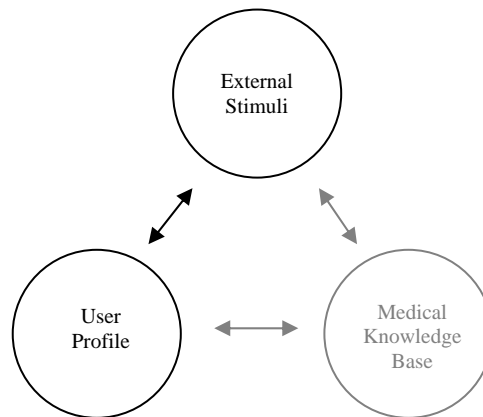 External
Stimuli
User
Profile
Medical
Knowledge
Base